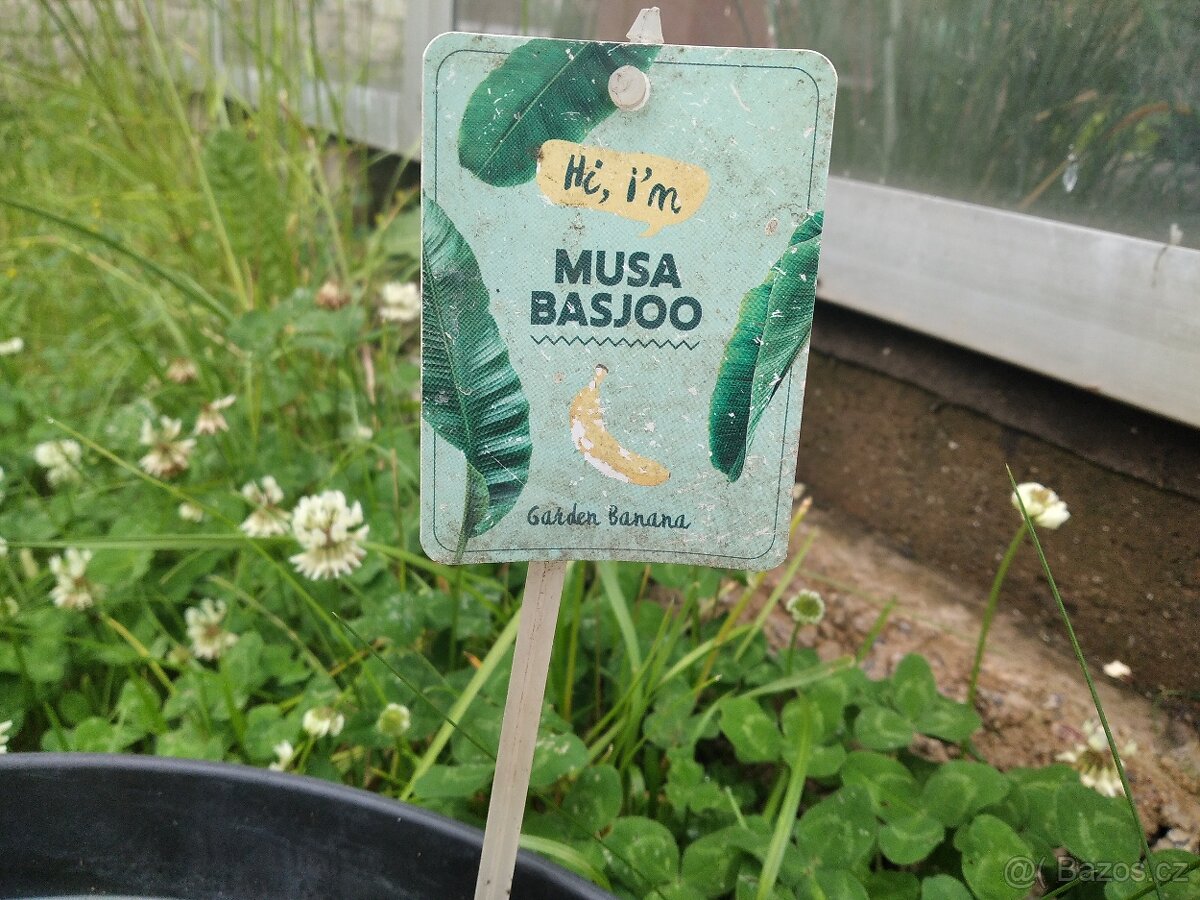 Hi, i'm
MUSA
BASJOO
Garden Banana
@ Bazos.cz